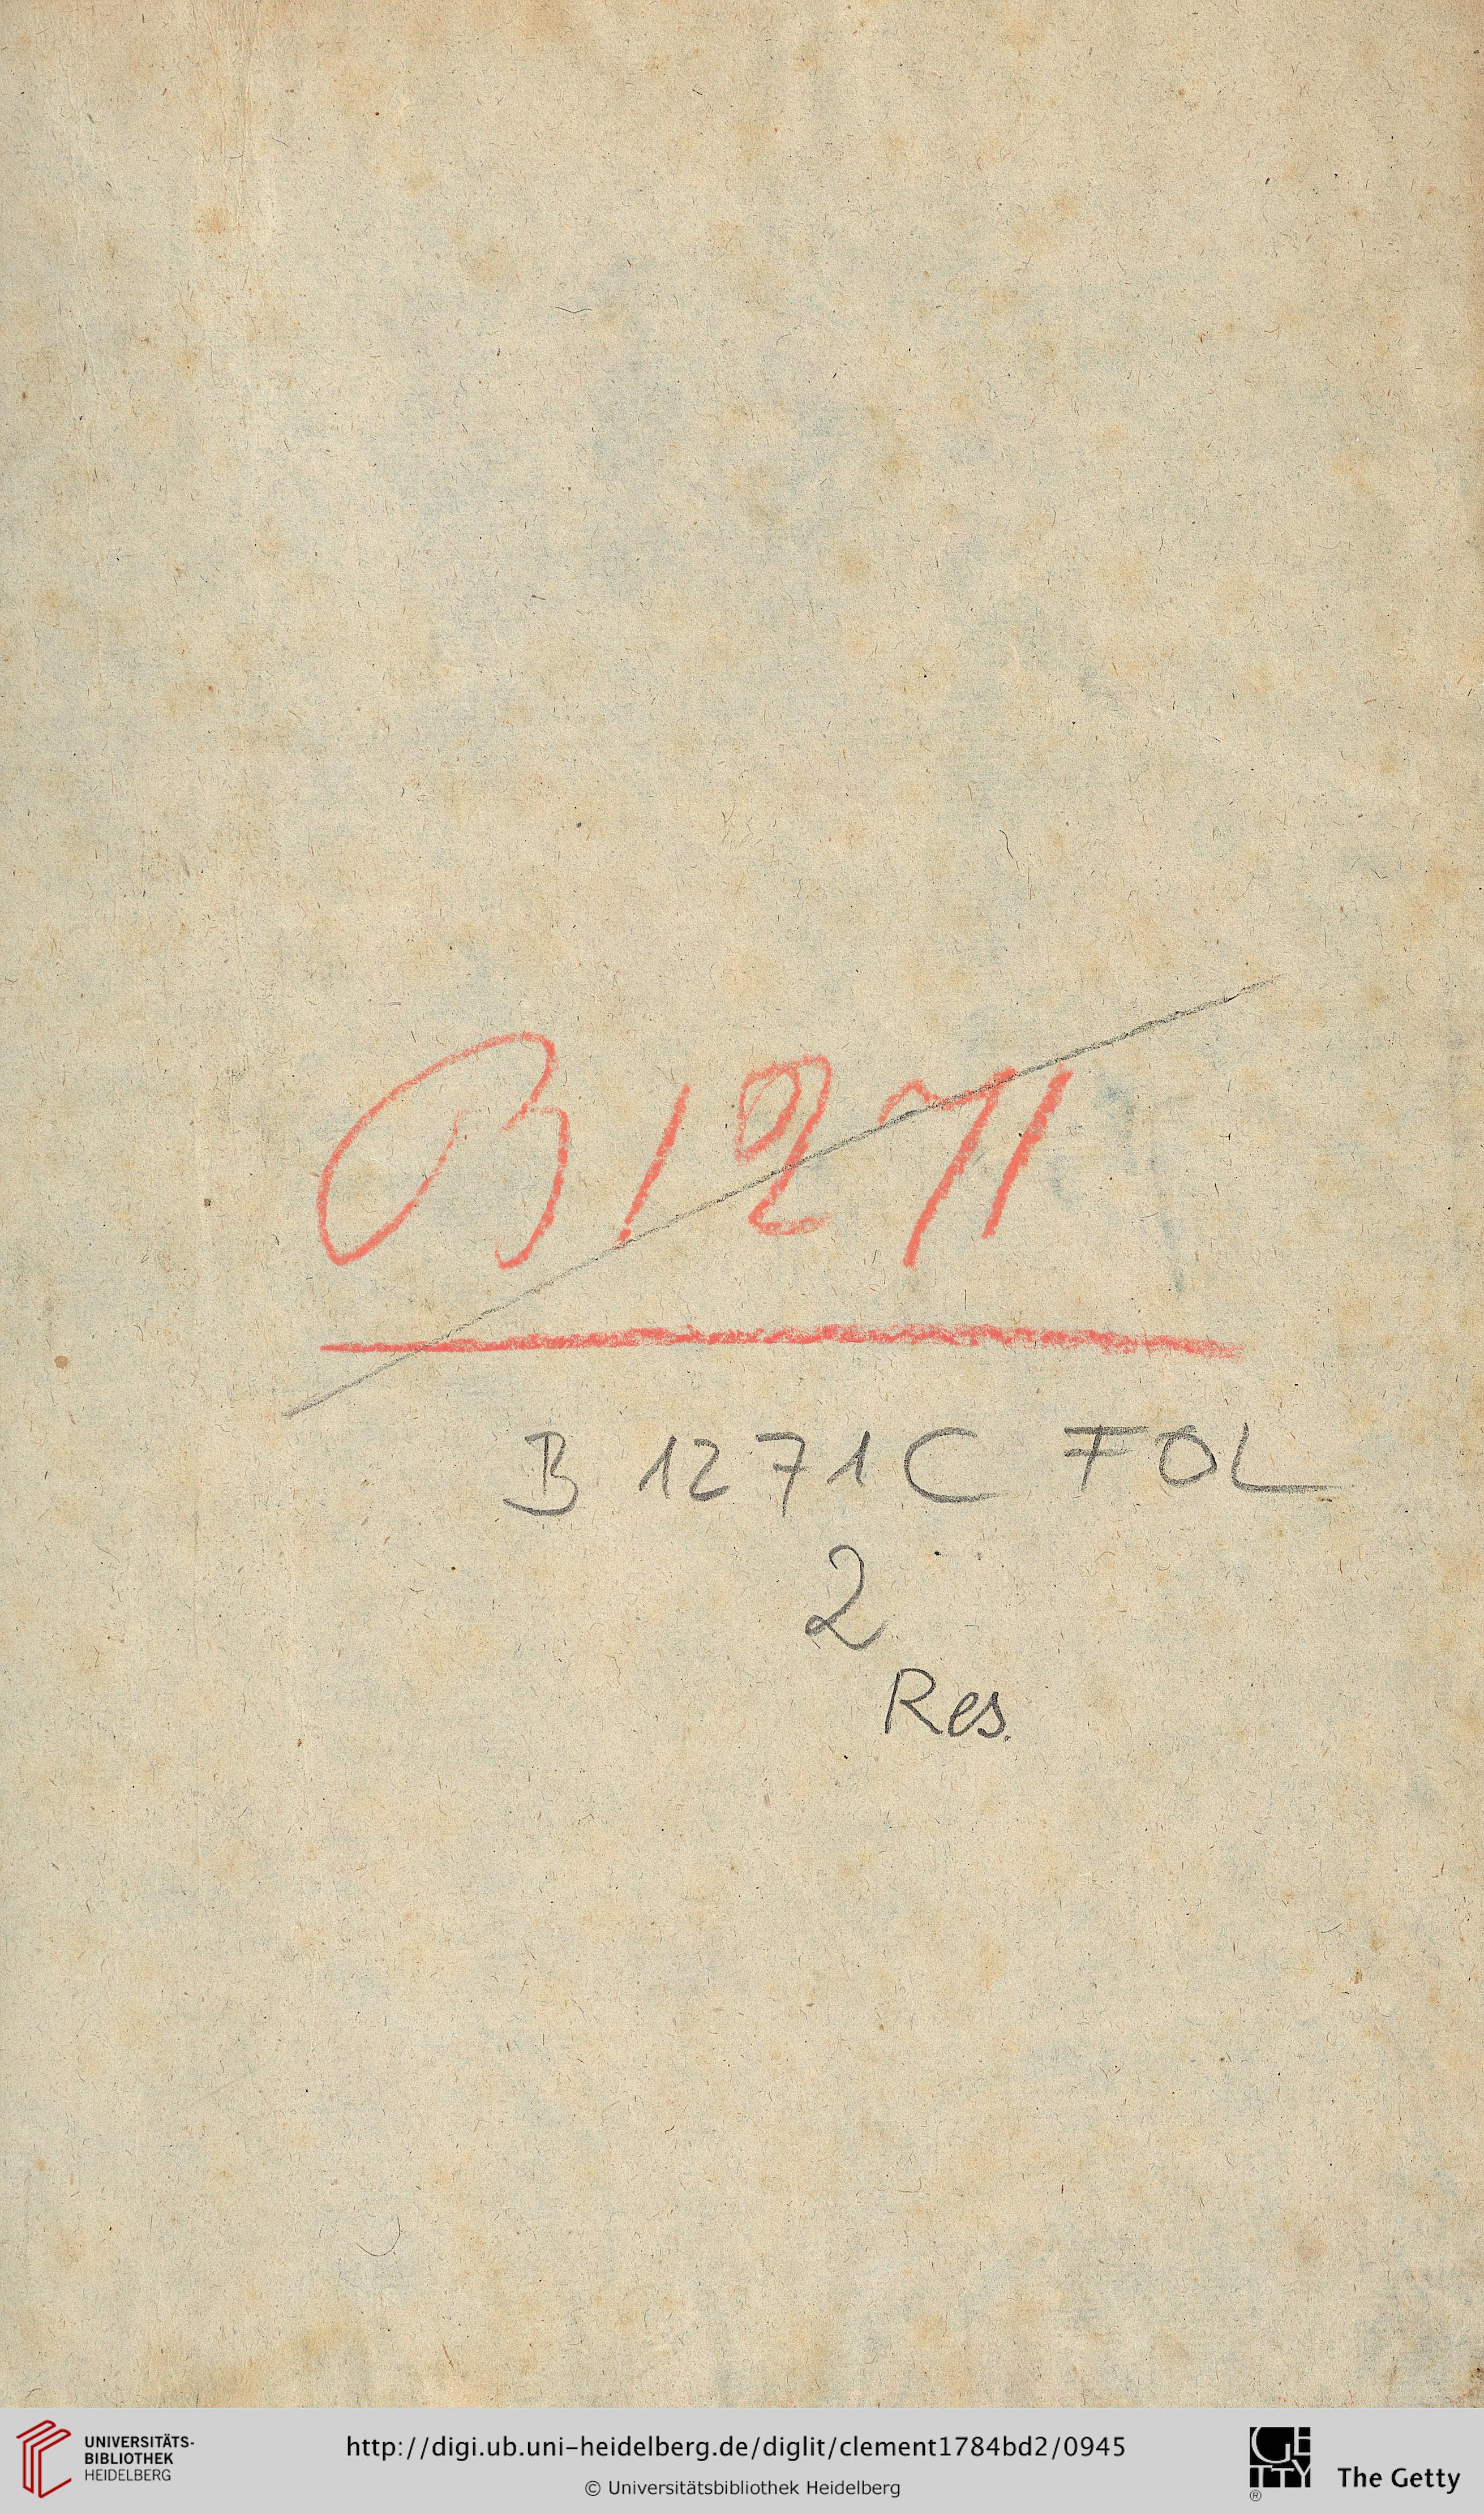 B 1271
B 1271 C FOL
2
Res.
UNIVERSITÄTS-
BIBLIOTHEK
HEIDELBERG
http://digi.ub.uni-heidelberg.de/diglit/clement1784bd2/0945
© Universitätsbibliothek Heidelberg
GETTY
®
The Getty